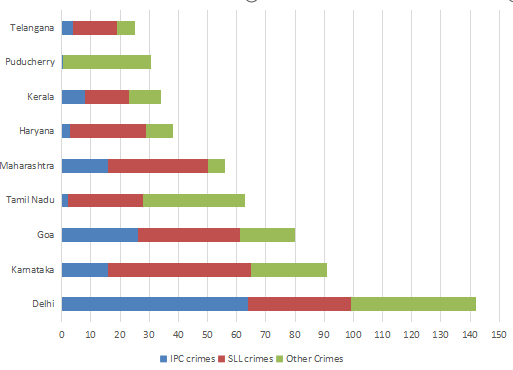 Telangana
Puducherry
Kerala
Haryana
Maharashtra
Tamil Nadu
Goa
Karnataka
Delhi
0 10 20 30 40 50 60 70 80 90 100 110 120 130 140 150
IPC crimes SLL crimes Other Crimes